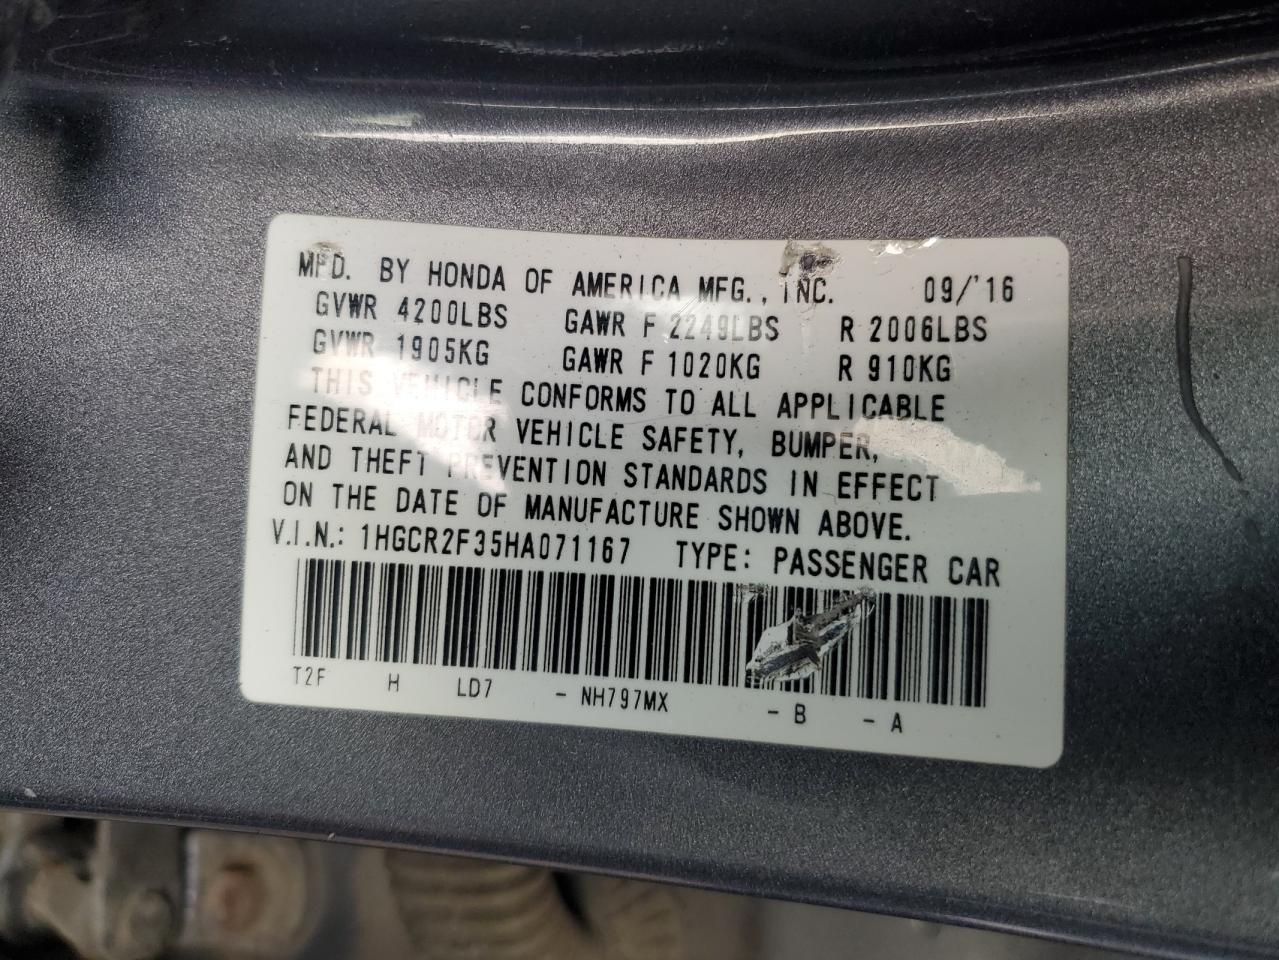 MFD. BY HONDA OF AMERICA MFG., INC. 09/'16
GVWR 4200LBS GAWR F 2249LBS R 2006LBS
GVWR 1905KG GAWR F 1020KG R 910KG
THIS VEHICLE CONFORMS TO ALL APPLICABLE
FEDERAL MOTOR VEHICLE SAFETY, BUMPER,
AND THEFT PREVENTION STANDARDS IN EFFECT
ON THE DATE OF MANUFACTURE SHOWN ABOVE.
V.I.N.: 1HGCR2F35HA071167 TYPE: PASSENGER CAR
T2F H LD7 - NH797MX - B - A